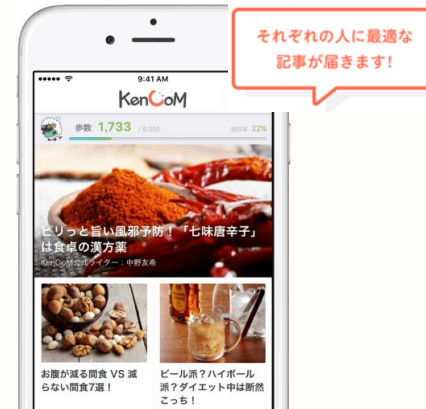 それぞれの人に最適な
記事が届きます!
9:41 AM
KenCoM
歩数 1,733 / 8,000 達成率 22%
ピリっと旨い風邪予防！「七味唐辛子」
は食卓の漢方薬
KenCoM公式ライター：中野友希
お腹が減る間食 VS 減
らない間食7選！
ビール派？ハイボール
派？ダイエット中は断然
こっち！